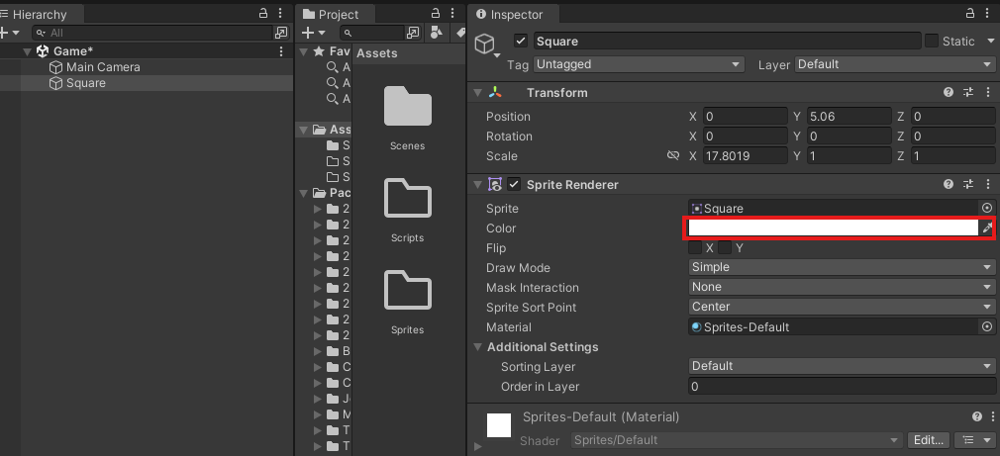 Hierarchy
All
Game*
Main Camera
Square
Project
Fav
A
A
A
Ass
S
S
S
Pac
2
2
2
2
2
2
2
2
2
B
C
C
Je
M
T
T
Assets
Scenes
Scripts
Sprites
Inspector
Square
Static
Tag Untagged Layer Default
Transform
Position X 0 Y 5.06 Z 0
Rotation X 0 Y 0 Z 0
Scale X 17.8019 Y 1 Z 1
Sprite Renderer
Sprite Square
Color
Flip X Y
Draw Mode Simple
Mask Interaction None
Sprite Sort Point Center
Material Sprites-Default
Additional Settings
Sorting Layer Default
Order in Layer 0
Sprites-Default (Material)
Shader Sprites/Default Edit...